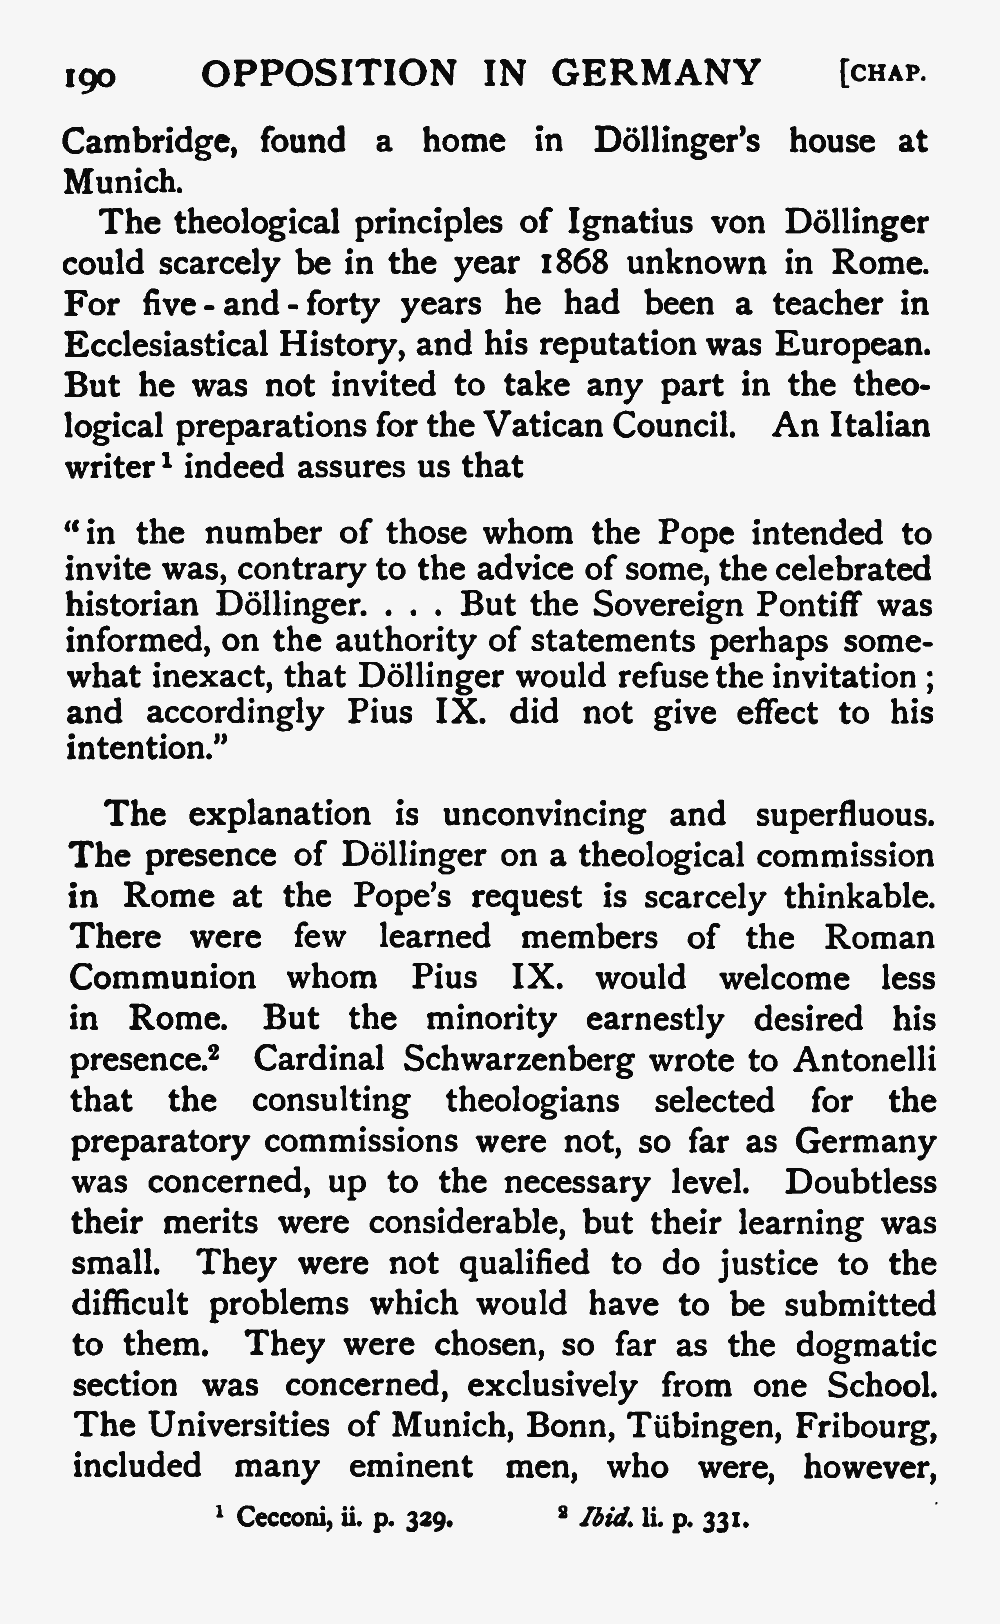 190 OPPOSITION IN GERMANY [CHAP.
Cambridge, found a home in Döllinger's house at
Munich.
The theological principles of Ignatius von Döllinger
could scarcely be in the year 1868 unknown in Rome.
For five-and-forty years he had been a teacher in
Ecclesiastical History, and his reputation was European.
But he was not invited to take any part in the theo-
logical preparations for the Vatican Council. An Italian
writer¹ indeed assures us that
“in the number of those whom the Pope intended to
invite was, contrary to the advice of some, the celebrated
historian Döllinger. . . . But the Sovereign Pontiff was
informed, on the authority of statements perhaps some-
what inexact, that Döllinger would refuse the invitation;
and accordingly Pius IX. did not give effect to his
intention.”
The explanation is unconvincing and superfluous.
The presence of Döllinger on a theological commission
in Rome at the Pope's request is scarcely thinkable.
There were few learned members of the Roman
Communion whom Pius IX. would welcome less
in Rome. But the minority earnestly desired his
presence.² Cardinal Schwarzenberg wrote to Antonelli
that the consulting theologians selected for the
preparatory commissions were not, so far as Germany
was concerned, up to the necessary level. Doubtless
their merits were considerable, but their learning was
small. They were not qualified to do justice to the
difficult problems which would have to be submitted
to them. They were chosen, so far as the dogmatic
section was concerned, exclusively from one School.
The Universities of Munich, Bonn, Tübingen, Fribourg,
included many eminent men, who were, however,
¹ Cecconi, ii. p. 329. ² Ibid. li. p. 331.